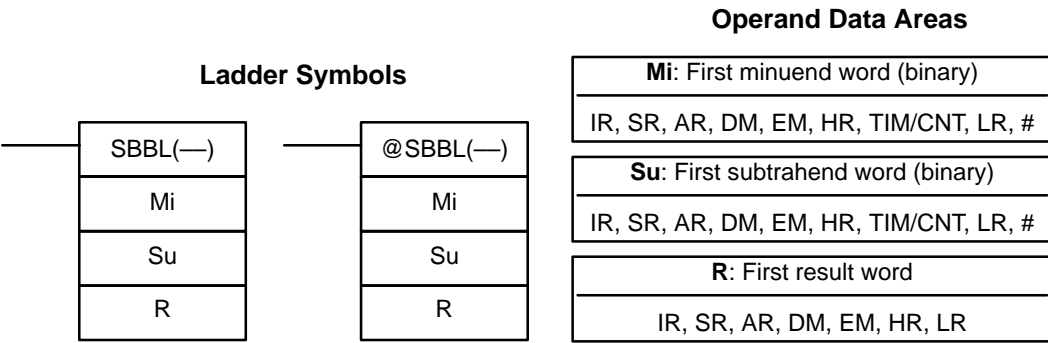 Operand Data Areas
Ladder Symbols
SBBL(—)
Mi
Su
R
@SBBL(—)
Mi
Su
R
Mi: First minuend word (binary)
IR, SR, AR, DM, EM, HR, TIM/CNT, LR, #
Su: First subtrahend word (binary)
IR, SR, AR, DM, EM, HR, TIM/CNT, LR, #
R: First result word
IR, SR, AR, DM, EM, HR, LR